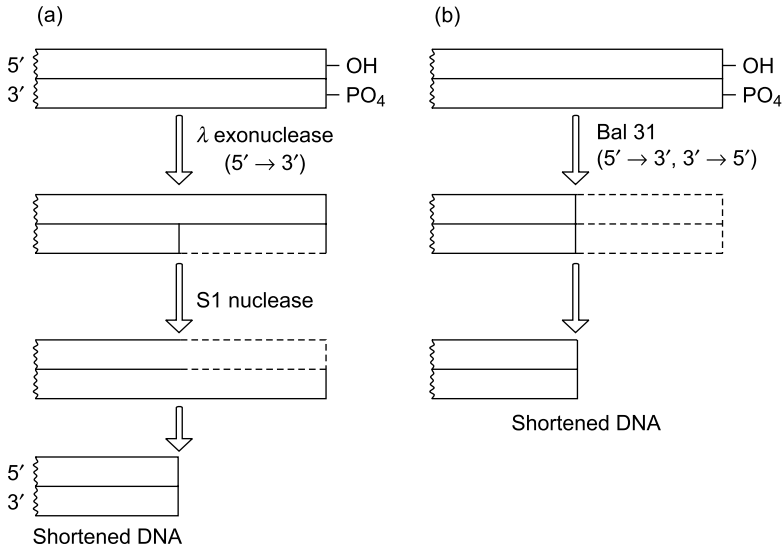 (a)
5′ OH
3′ PO4
λ exonuclease
(5′ → 3′)
S1 nuclease
5′
3′
Shortened DNA
(b)
OH
PO4
Bal 31
(5′ → 3′, 3′ → 5′)
Shortened DNA